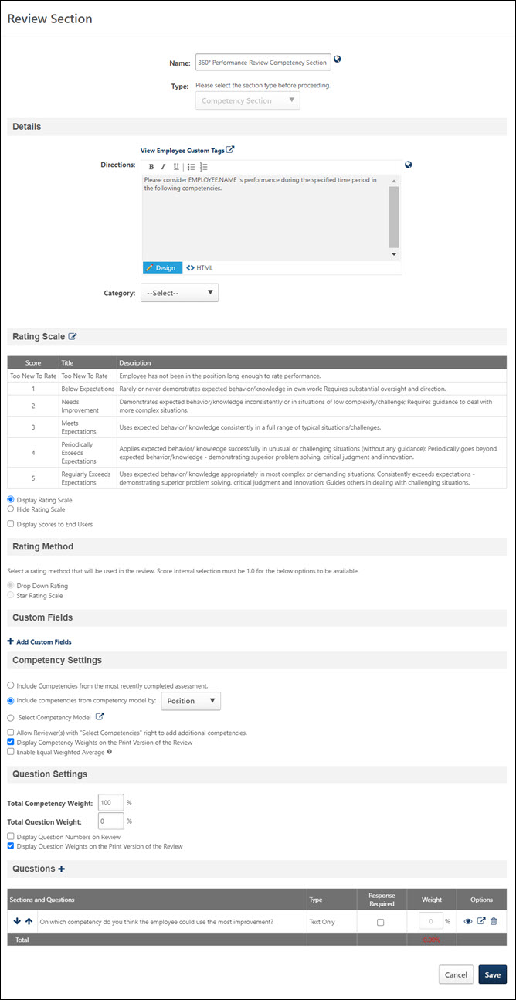 Review Section
Name: 360° Performance Review Competency Section
Type: Please select the section type before proceeding.
Competency Section
Details
View Employee Custom Tags
Directions: B I U
Please consider EMPLOYEE.NAME 's performance during the specified time period in
the following competencies.
Design HTML
Category: --Select--
Rating Scale
Score Title Description
Too New To Rate Too New To Rate Employee has not been in the position long enough to rate performance.
1 Below Expectations Rarely or never demonstrates expected behavior/knowledge in own work; Requires substantial oversight and direction.
2 Needs Improvement Demonstrates expected behavior/knowledge inconsistently or in situations of low complexity/challenge; Requires guidance to deal with
more complex situations.
3 Meets Expectations Uses expected behavior/ knowledge consistently in a full range of typical situations/challenges.
4 Periodically Exceeds Expectations Applies expected behavior/ knowledge successfully in unusual or challenging situations (without any guidance); Periodically goes beyond
expected behavior/knowledge - demonstrating superior problem solving, critical judgment and innovation.
5 Regularly Exceeds Expectations Uses expected behavior/ knowledge appropriately in most complex or demanding situations; Consistently exceeds expectations -
demonstrating superior problem solving, critical judgment and innovation; Guides others in dealing with challenging situations.
Display Rating Scale
Hide Rating Scale
Display Scores to End Users
Rating Method
Select a rating method that will be used in the review. Score Interval selection must be 1.0 for the below options to be available.
Drop Down Rating
Star Rating Scale
Custom Fields
Add Custom Fields
Competency Settings
Include Competencies from the most recently completed assessment.
Include competencies from competency model by: Position
Select Competency Model
Allow Reviewer(s) with "Select Competencies" right to add additional competencies.
Display Competency Weights on the Print Version of the Review
Enable Equal Weighted Average
Question Settings
Total Competency Weight: 100 %
Total Question Weight: 0 %
Display Question Numbers on Review
Display Question Weights on the Print Version of the Review
Questions
Sections and Questions Type Response Required Weight Options
On which competency do you think the employee could use the most improvement? Text Only 0 %
Total 0.00%
Cancel Save